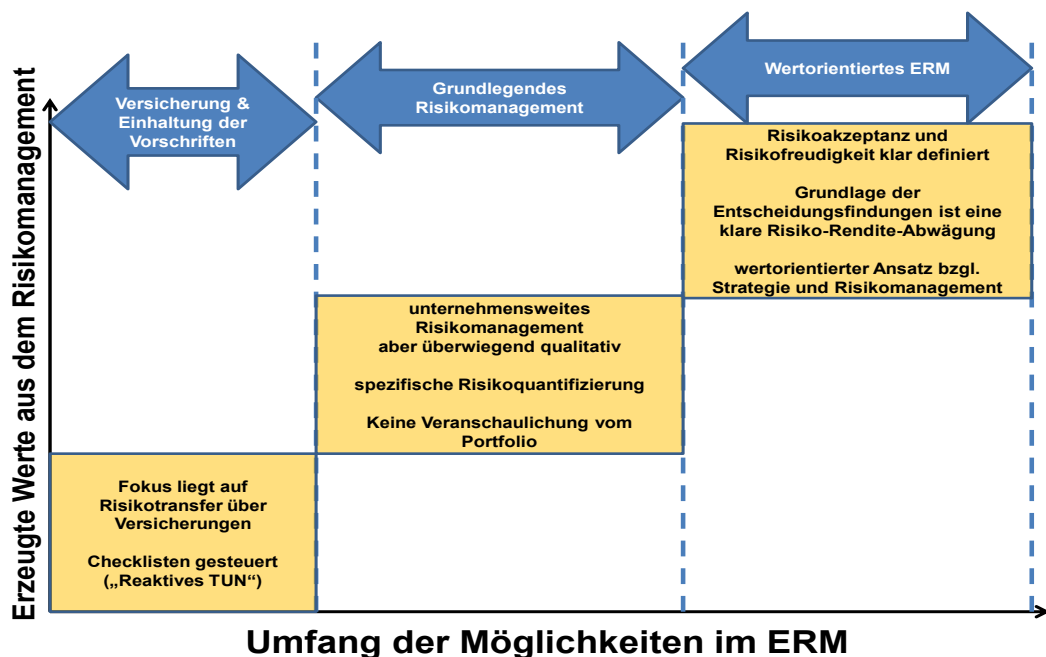 Erzeugte Werte aus dem Risikomanagement
Versicherung &
Einhaltung der
Vorschriften
Grundlegendes
Risikomanagement
Wertorientiertes ERM
Risikoakzeptanz und
Risikofreudigkeit klar definiert
Grundlage der
Entscheidungsfindungen ist eine
klare Risiko-Rendite-Abwägung
wertorientierter Ansatz bzgl.
Strategie und Risikomanagement
unternehmensweites
Risikomanagement
aber überwiegend qualitativ
spezifische Risikoquantifizierung
Keine Veranschaulichung vom
Portfolio
Fokus liegt auf
Risikotransfer über
Versicherungen
Checklisten gesteuert
(„Reaktives TUN“)
Umfang der Möglichkeiten im ERM